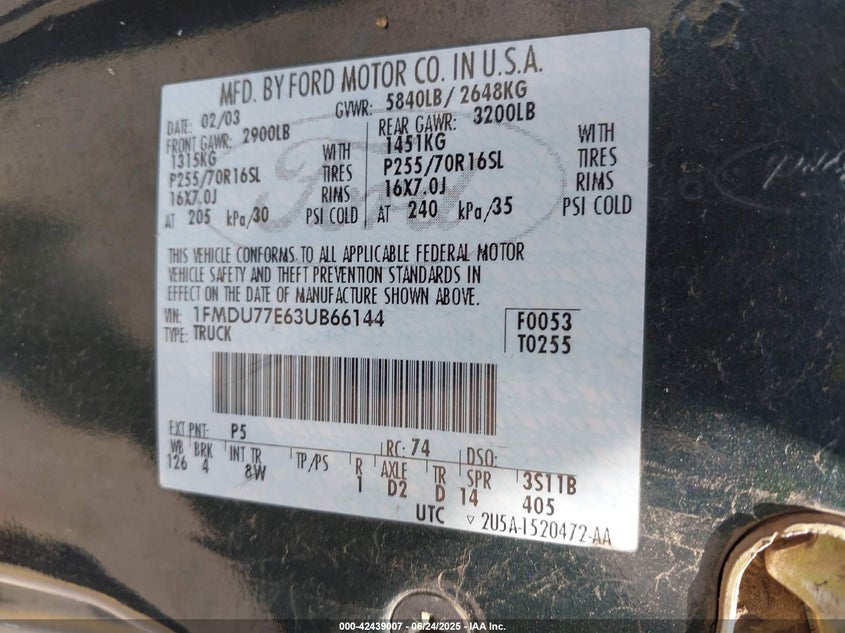 MFD. BY FORD MOTOR CO. IN U.S.A.
DATE: 02/03 GVWR: 5840LB/ 2648KG
FRONT GAWR: 2900LB REAR GAWR: 3200LB
1315KG WITH 1451KG WITH
P255/70R16SL TIRES P255/70R16SL TIRES
16X7.0J RIMS 16X7.0J RIMS
AT 205 kPa/30 PSI COLD AT 240 kPa/35 PSI COLD
THIS VEHICLE CONFORMS TO ALL APPLICABLE FEDERAL MOTOR
VEHICLE SAFETY AND THEFT PREVENTION STANDARDS IN
EFFECT ON THE DATE OF MANUFACTURE SHOWN ABOVE.
VIN: 1FMDU77E63UB66144 F0053
TYPE: TRUCK T0255
EXT PNT: P5 RC: 74 DSO:
WB BRK INT TR TP/PS R AXLE TR SPR 3S11B
126 4 8W 1 D2 D 14 405
UTC ▽ 2U5A-1520472-AA
Ford
000-42439007 - 06/24/2025 - IAA Inc.